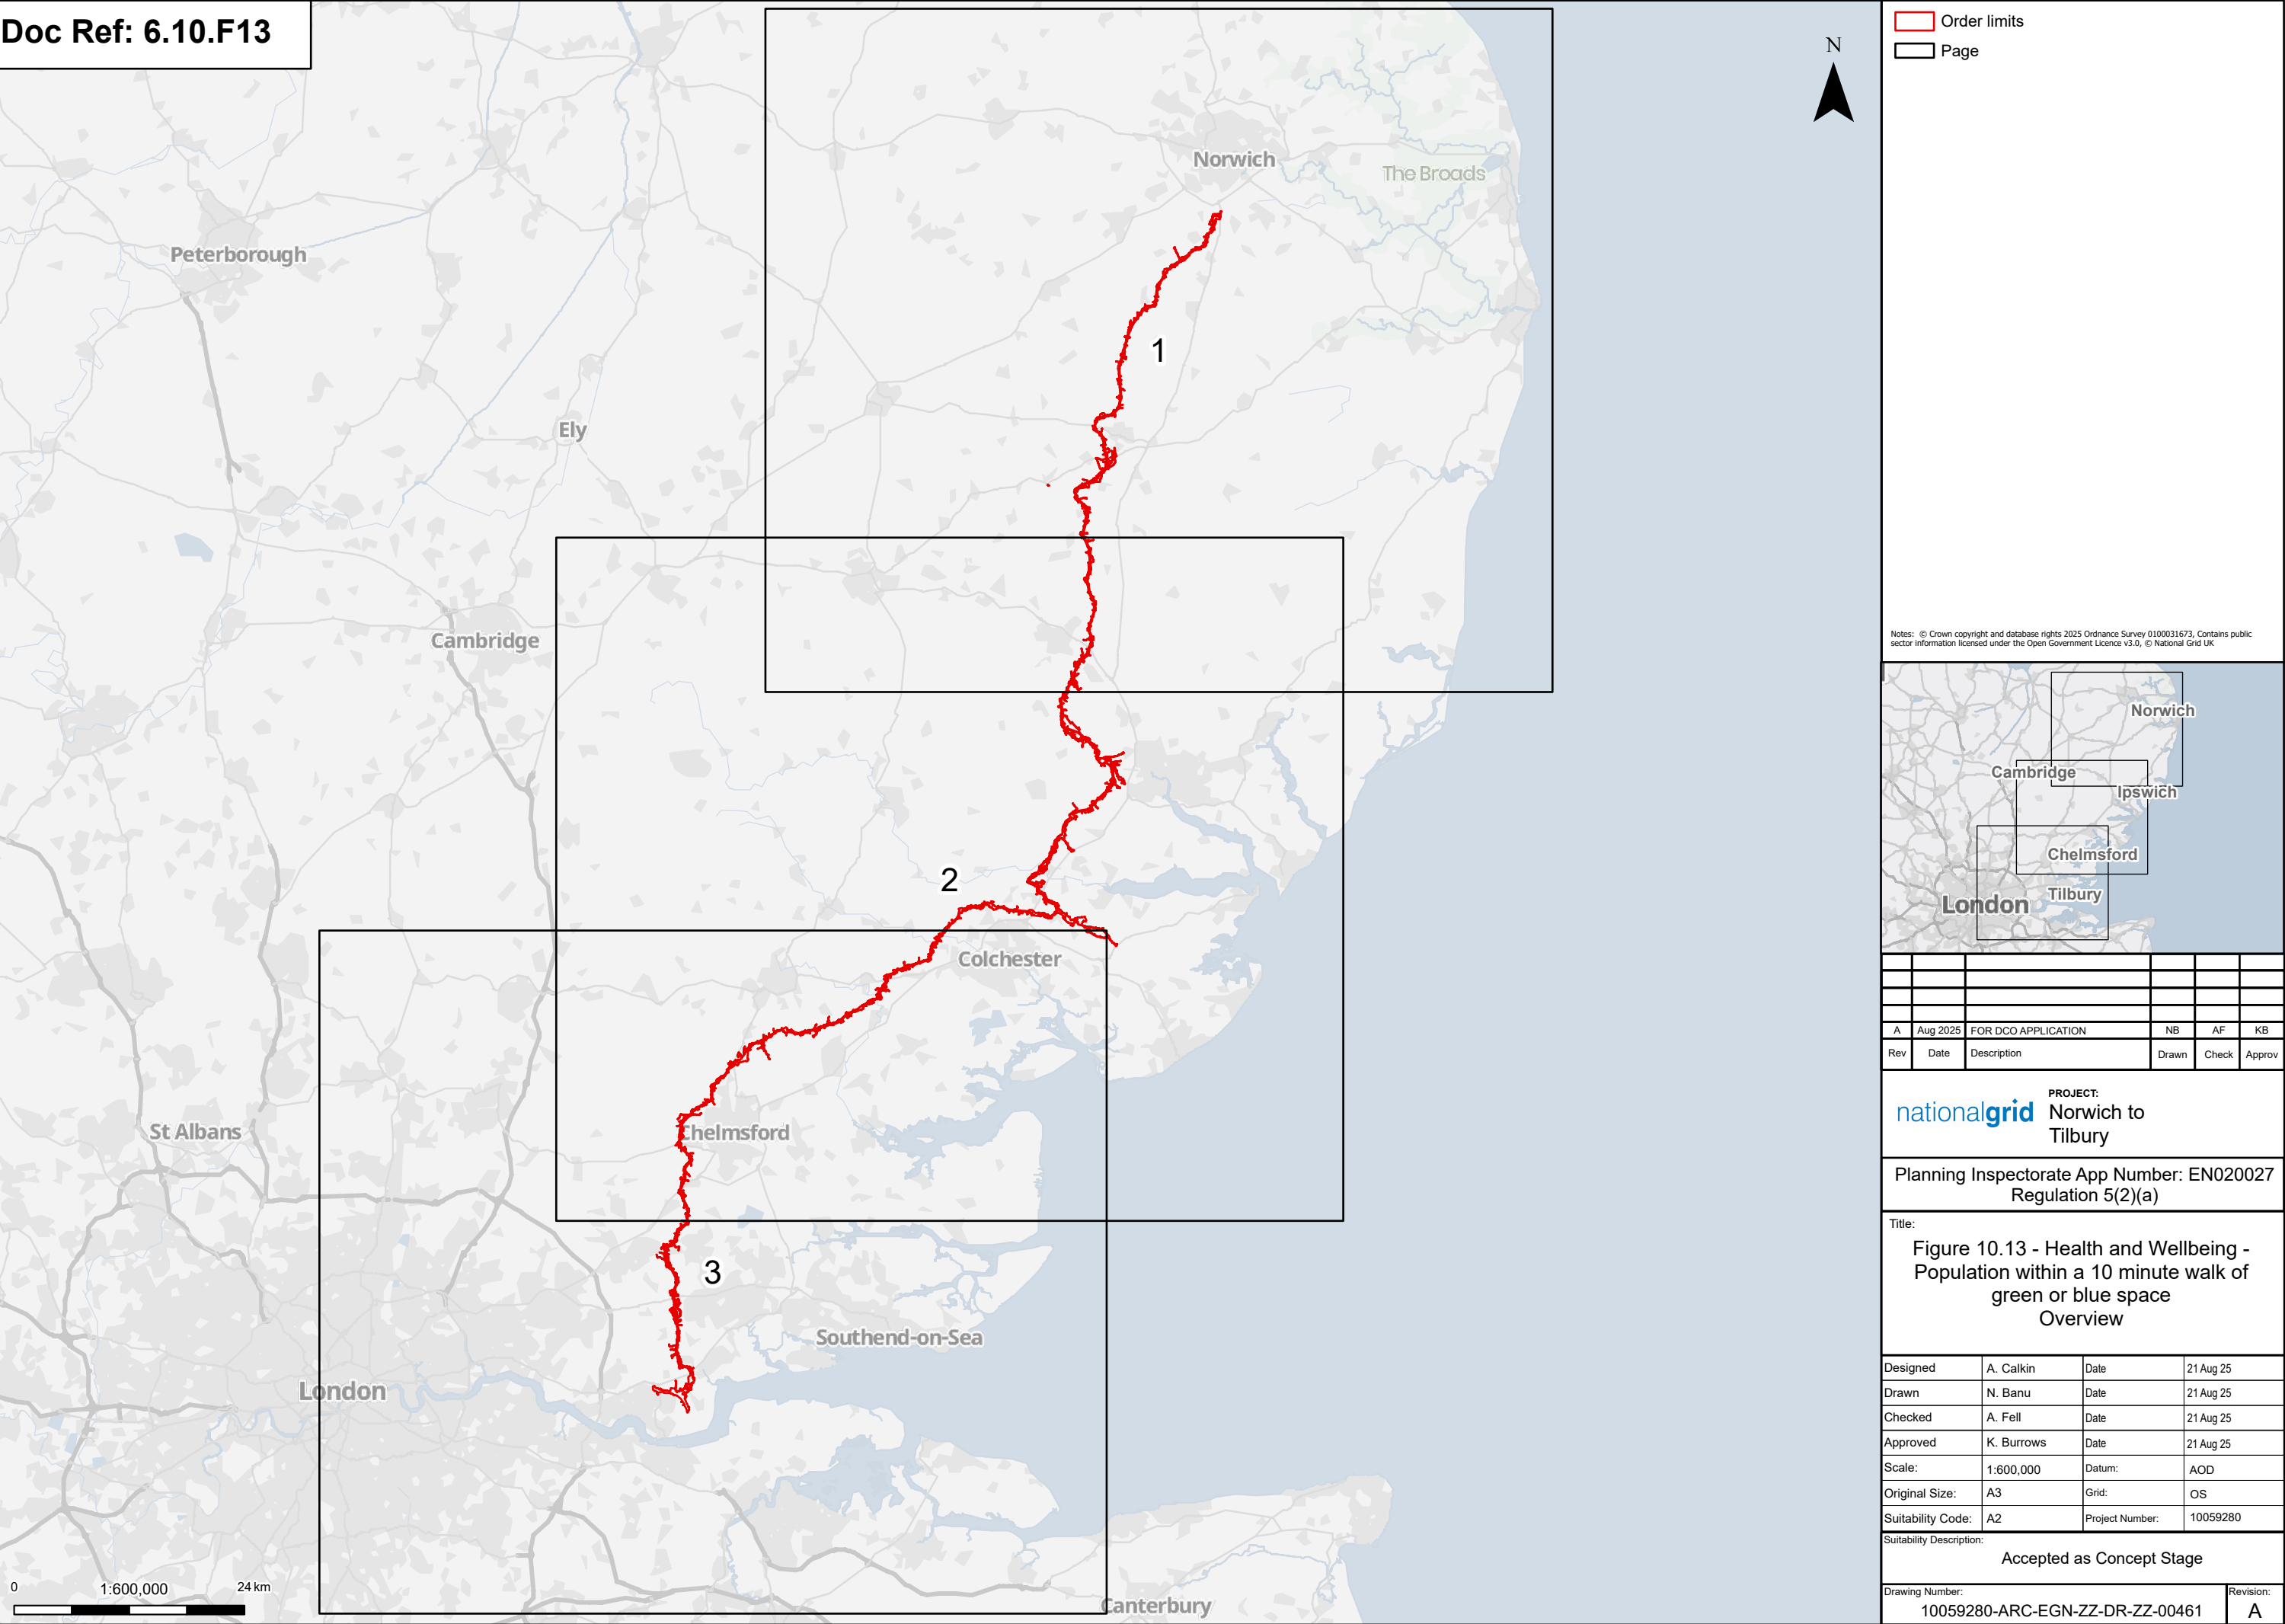 Doc Ref: 6.10.F13
N
Norwich
The Broads
Peterborough
1
Ely
Cambridge
2
Colchester
Chelmsford
St Albans
3
Southend-on-Sea
London
Canterbury
0 1:600,000 24 km
Order limits
Page
Notes: © Crown copyright and database rights 2025 Ordnance Survey 0100031673, Contains public
sector information licensed under the Open Government Licence v3.0, © National Grid UK
Norwich
Cambridge
Ipswich
Chelmsford
Tilbury
London
A Aug 2025 FOR DCO APPLICATION NB AF KB
Rev Date Description Drawn Check Approv
nationalgrid
PROJECT:
Norwich to
Tilbury
Planning Inspectorate App Number: EN020027
Regulation 5(2)(a)
Title:
Figure 10.13 - Health and Wellbeing -
Population within a 10 minute walk of
green or blue space
Overview
Designed A. Calkin Date 21 Aug 25
Drawn N. Banu Date 21 Aug 25
Checked A. Fell Date 21 Aug 25
Approved K. Burrows Date 21 Aug 25
Scale: 1:600,000 Datum: AOD
Original Size: A3 Grid: OS
Suitability Code: A2 Project Number: 10059280
Suitability Description:
Accepted as Concept Stage
Drawing Number: Revision:
10059280-ARC-EGN-ZZ-DR-ZZ-00461 A